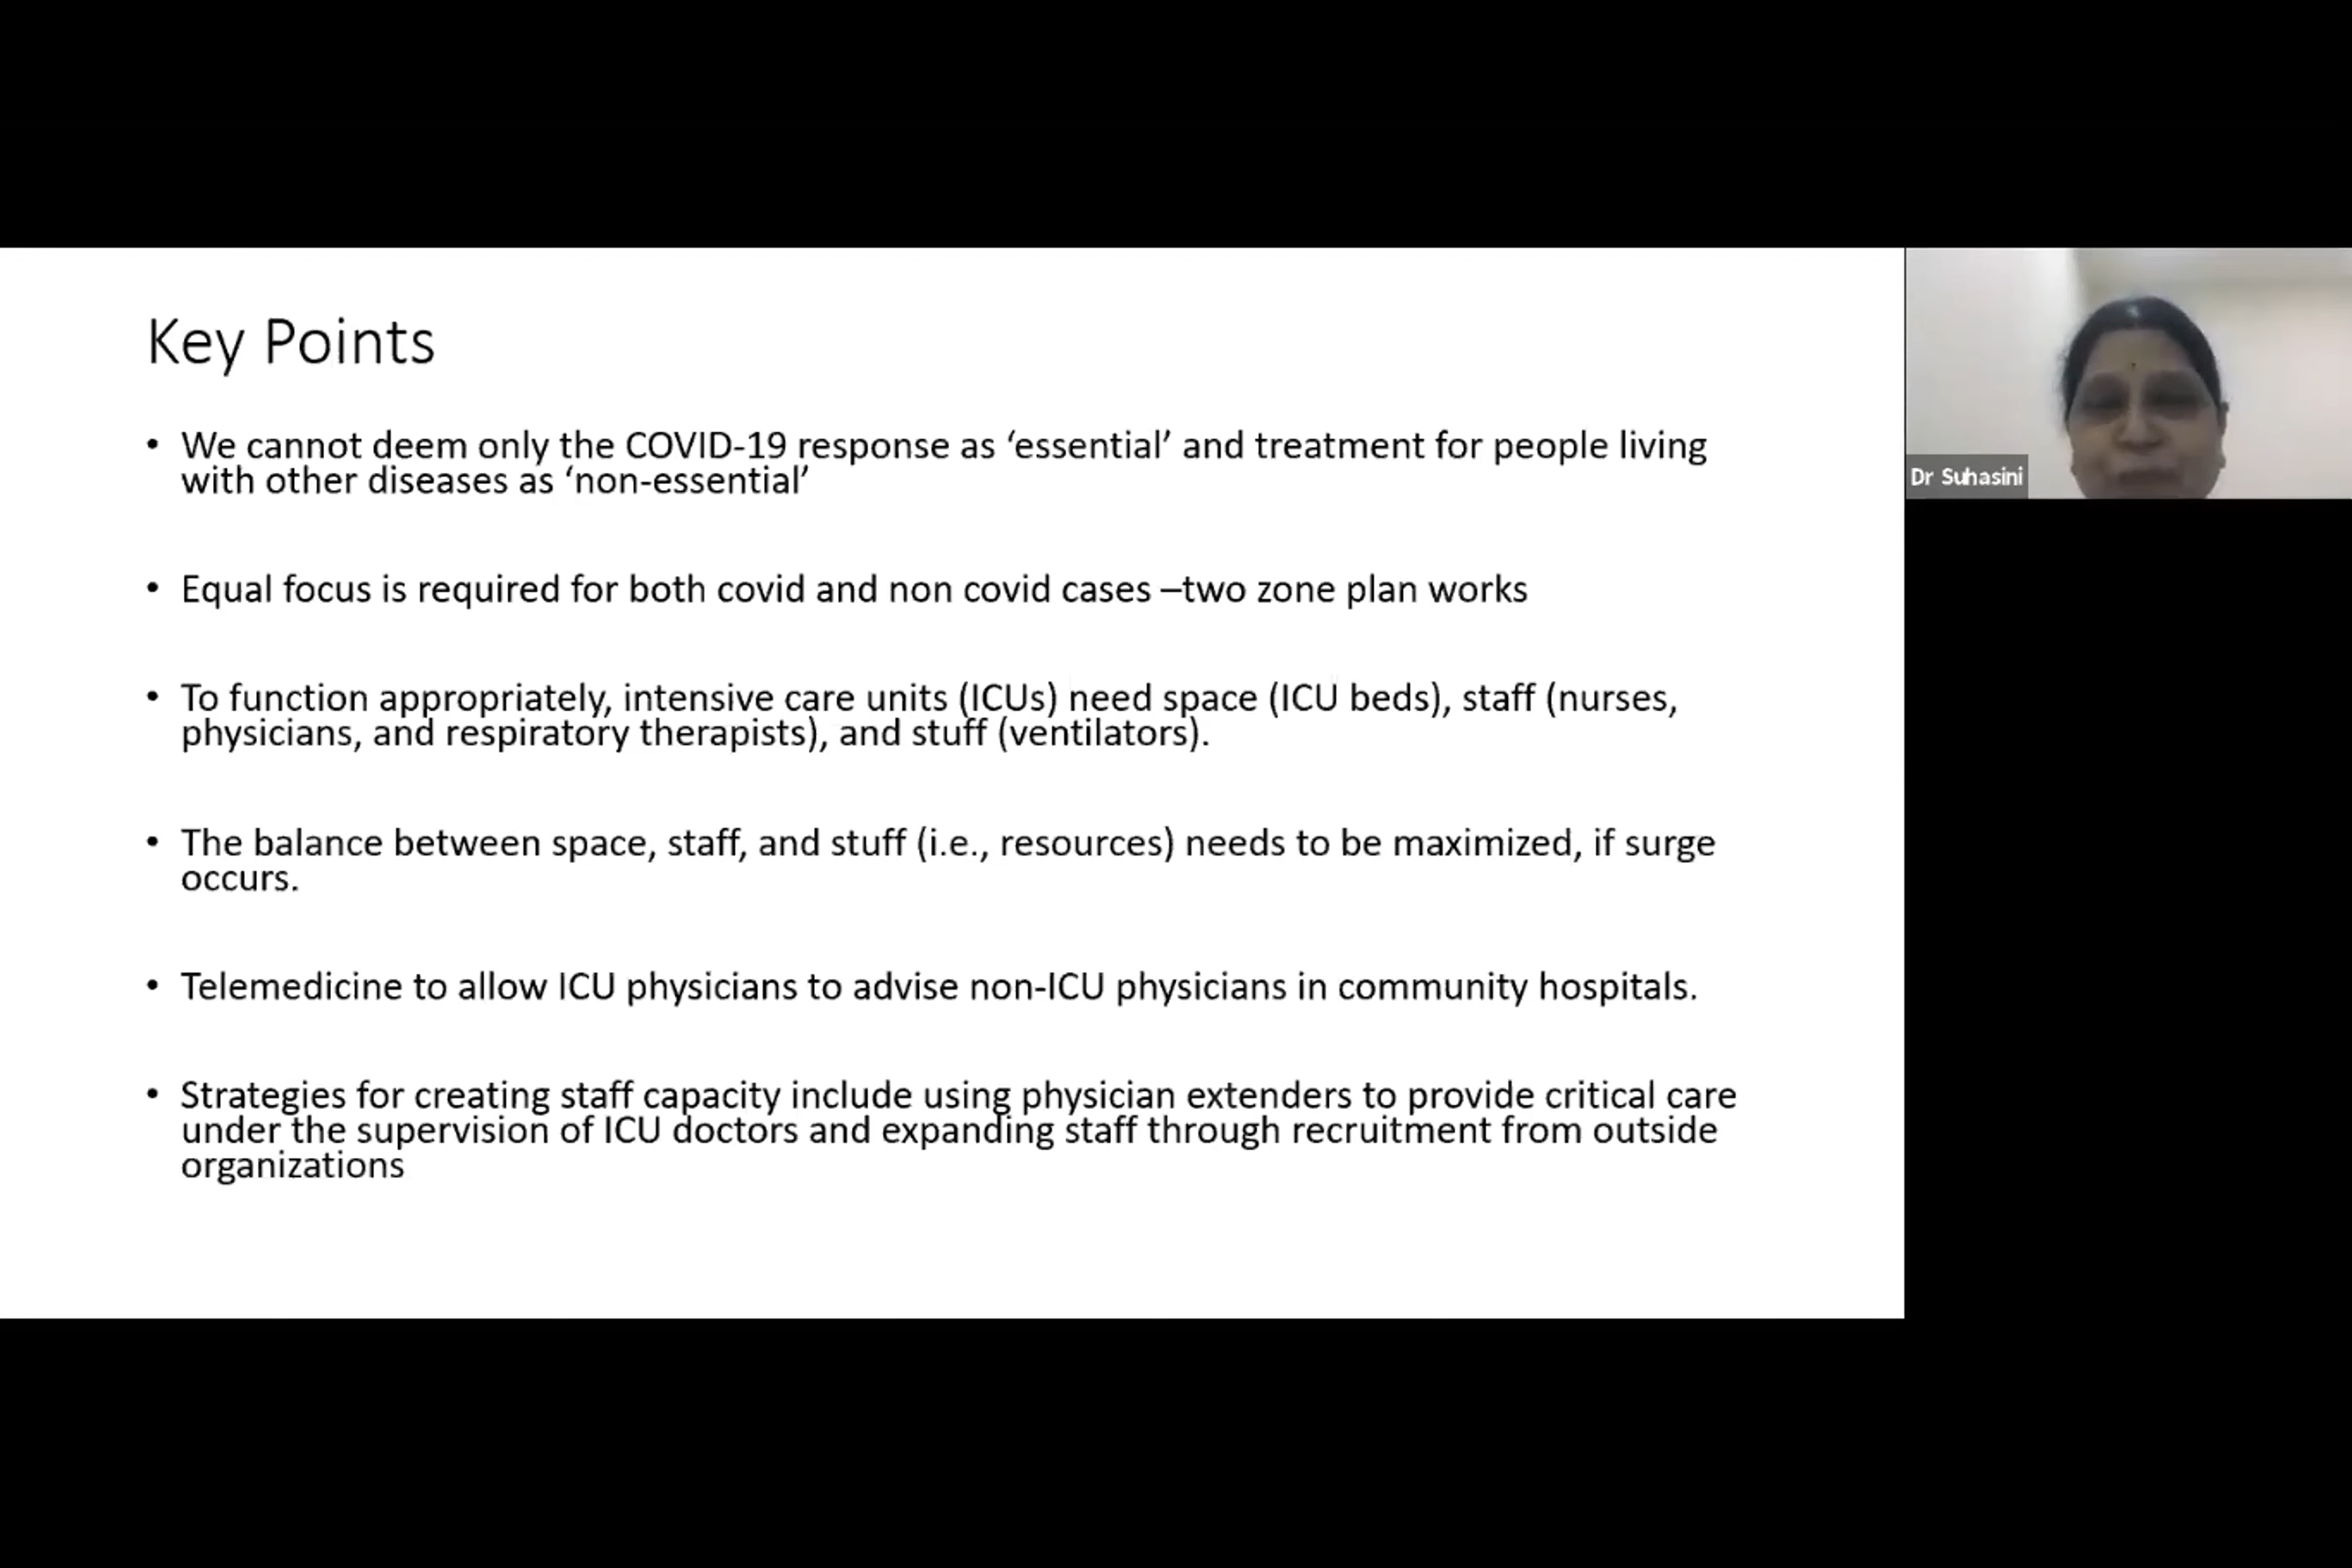 Key Points
• We cannot deem only the COVID-19 response as ‘essential’ and treatment for people living
with other diseases as ‘non-essential’
• Equal focus is required for both covid and non covid cases –two zone plan works
• To function appropriately, intensive care units (ICUs) need space (ICU beds), staff (nurses,
physicians, and respiratory therapists), and stuff (ventilators).
• The balance between space, staff, and stuff (i.e., resources) needs to be maximized, if surge
occurs.
• Telemedicine to allow ICU physicians to advise non-ICU physicians in community hospitals.
• Strategies for creating staff capacity include using physician extenders to provide critical care
under the supervision of ICU doctors and expanding staff through recruitment from outside
organizations
Dr Suhasini